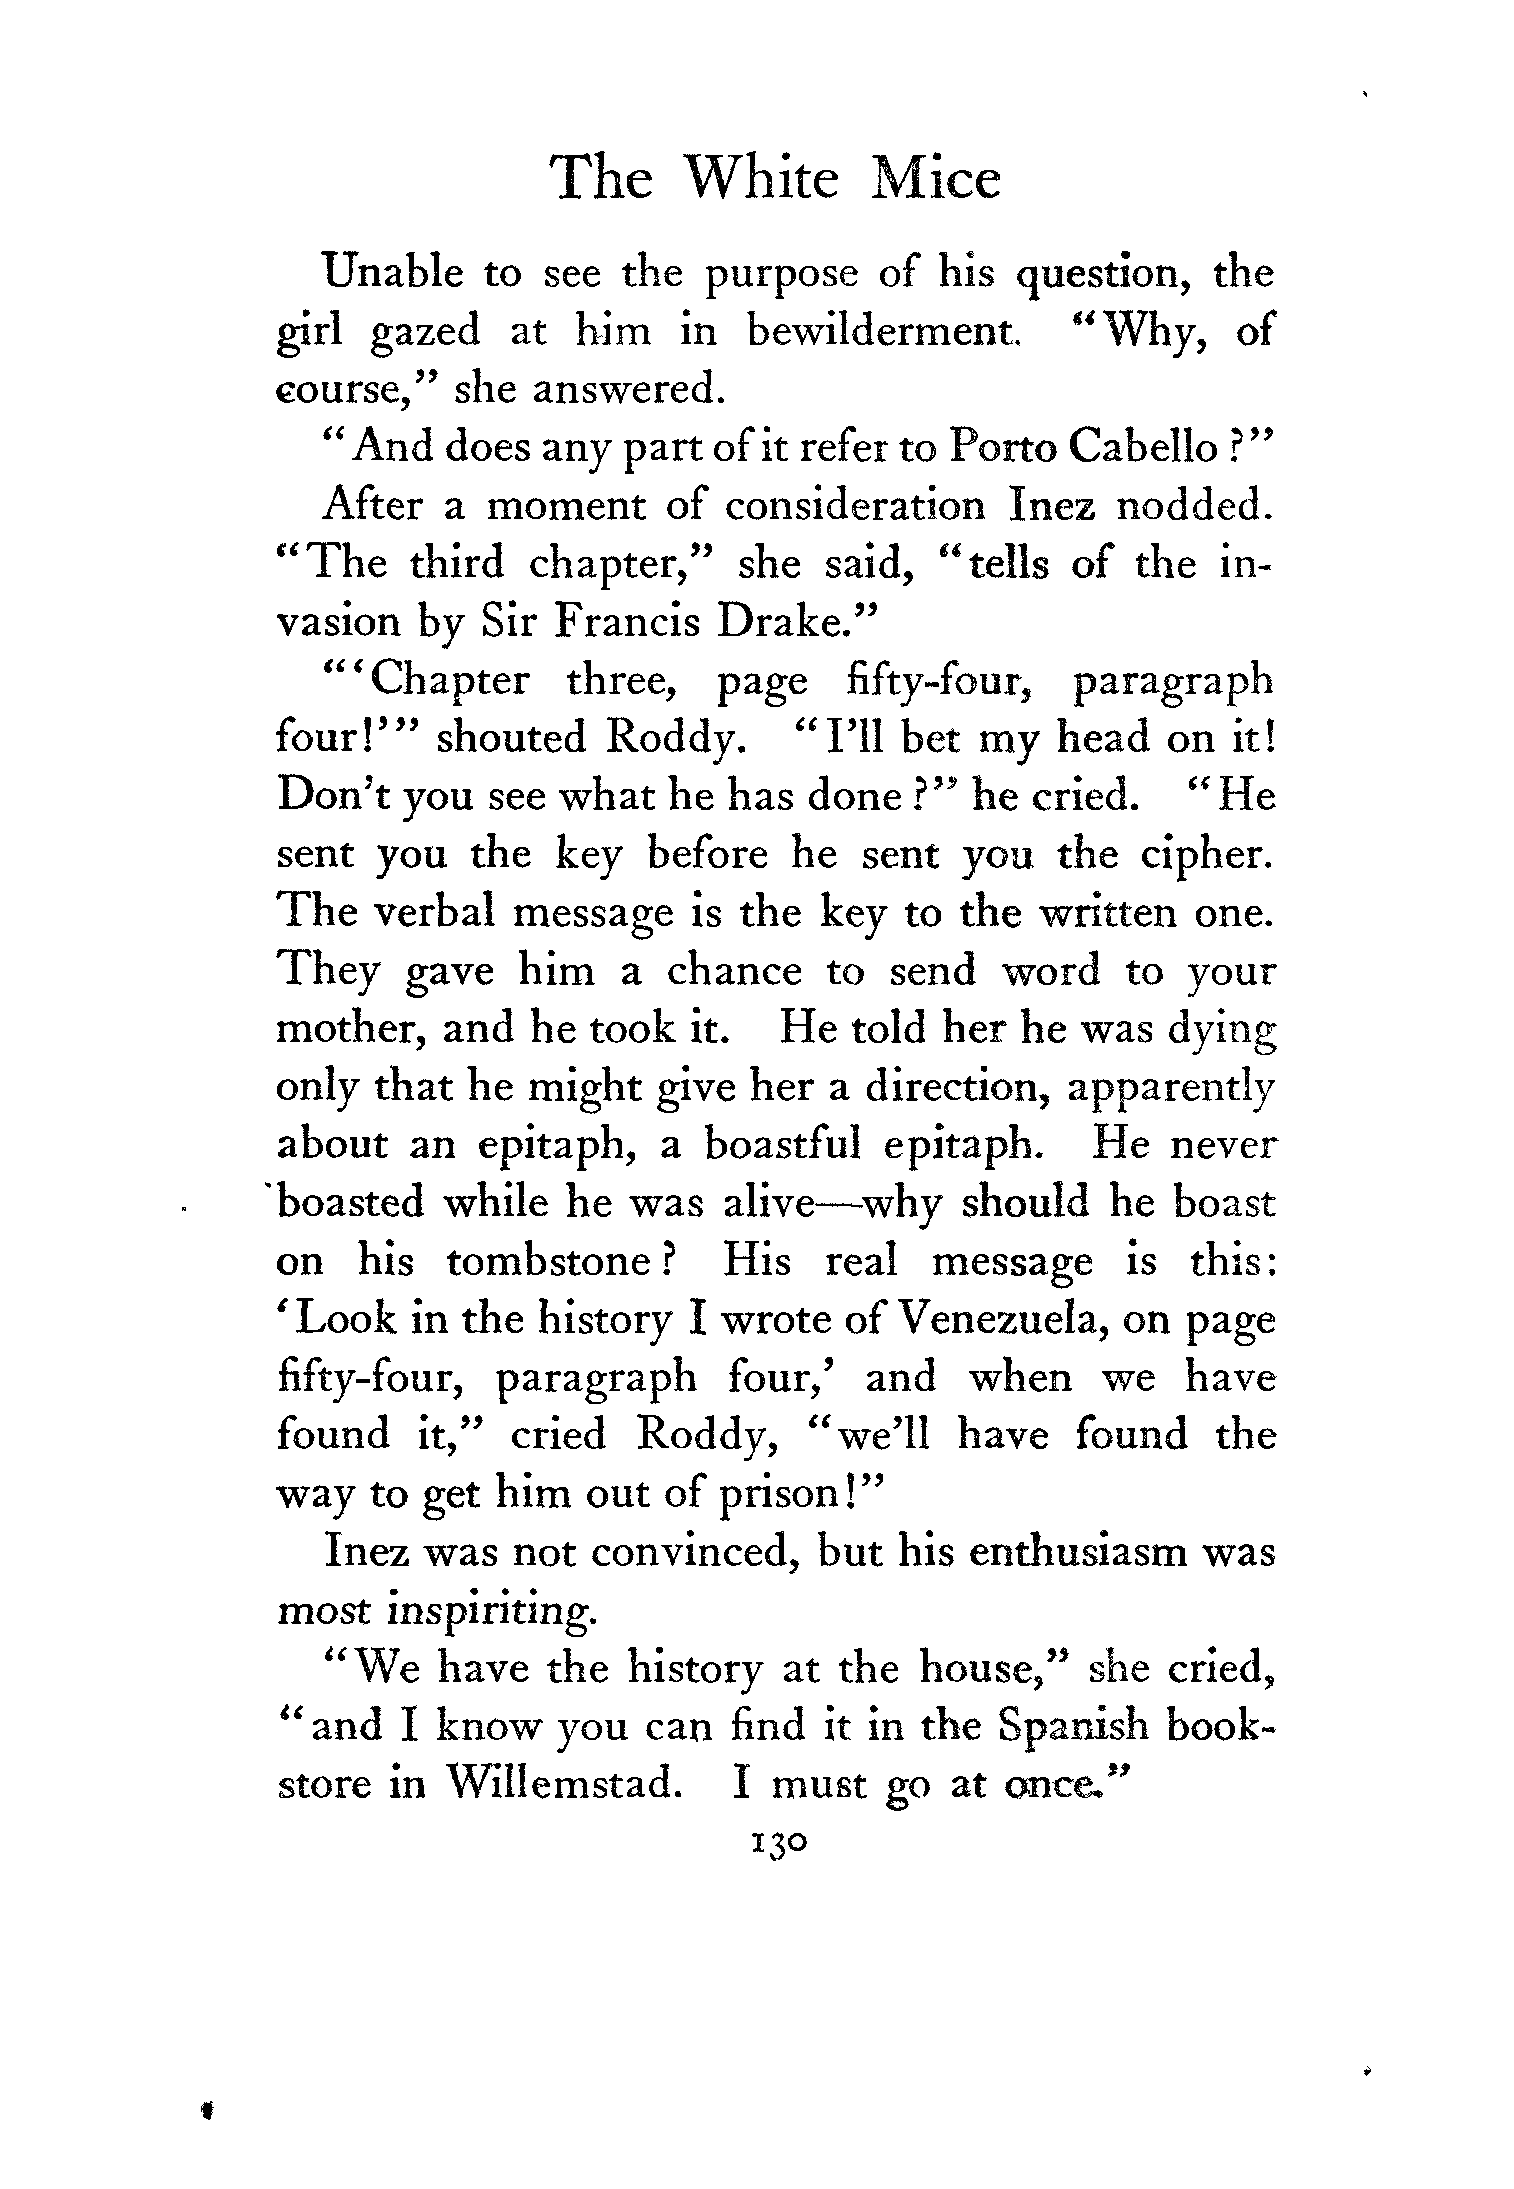 The White Mice
Unable to see the purpose of his question, the
girl gazed at him in bewilderment. “Why, of
course,” she answered.
“And does any part of it refer to Porto Cabello?”
After a moment of consideration Inez nodded.
“The third chapter,” she said, “tells of the in-
vasion by Sir Francis Drake.”
“‘Chapter three, page fifty-four, paragraph
four!’” shouted Roddy. “I’ll bet my head on it!
Don’t you see what he has done?” he cried. “He
sent you the key before he sent you the cipher.
The verbal message is the key to the written one.
They gave him a chance to send word to your
mother, and he took it. He told her he was dying
only that he might give her a direction, apparently
about an epitaph, a boastful epitaph. He never
boasted while he was alive—why should he boast
on his tombstone? His real message is this:
‘Look in the history I wrote of Venezuela, on page
fifty-four, paragraph four,’ and when we have
found it,” cried Roddy, “we’ll have found the
way to get him out of prison!”
Inez was not convinced, but his enthusiasm was
most inspiriting.
“We have the history at the house,” she cried,
“and I know you can find it in the Spanish book-
store in Willemstad. I must go at once.”
130